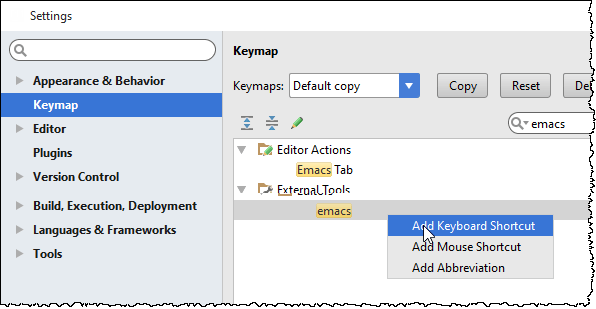 Settings
Keymap
Appearance & Behavior
Keymaps: Default copy Copy Reset De
Keymap
Editor
emacs
Plugins
Editor Actions
Emacs Tab
Version Control
External Tools
Build, Execution, Deployment
emacs
Languages & Frameworks
Add Keyboard Shortcut
Tools
Add Mouse Shortcut
Add Abbreviation